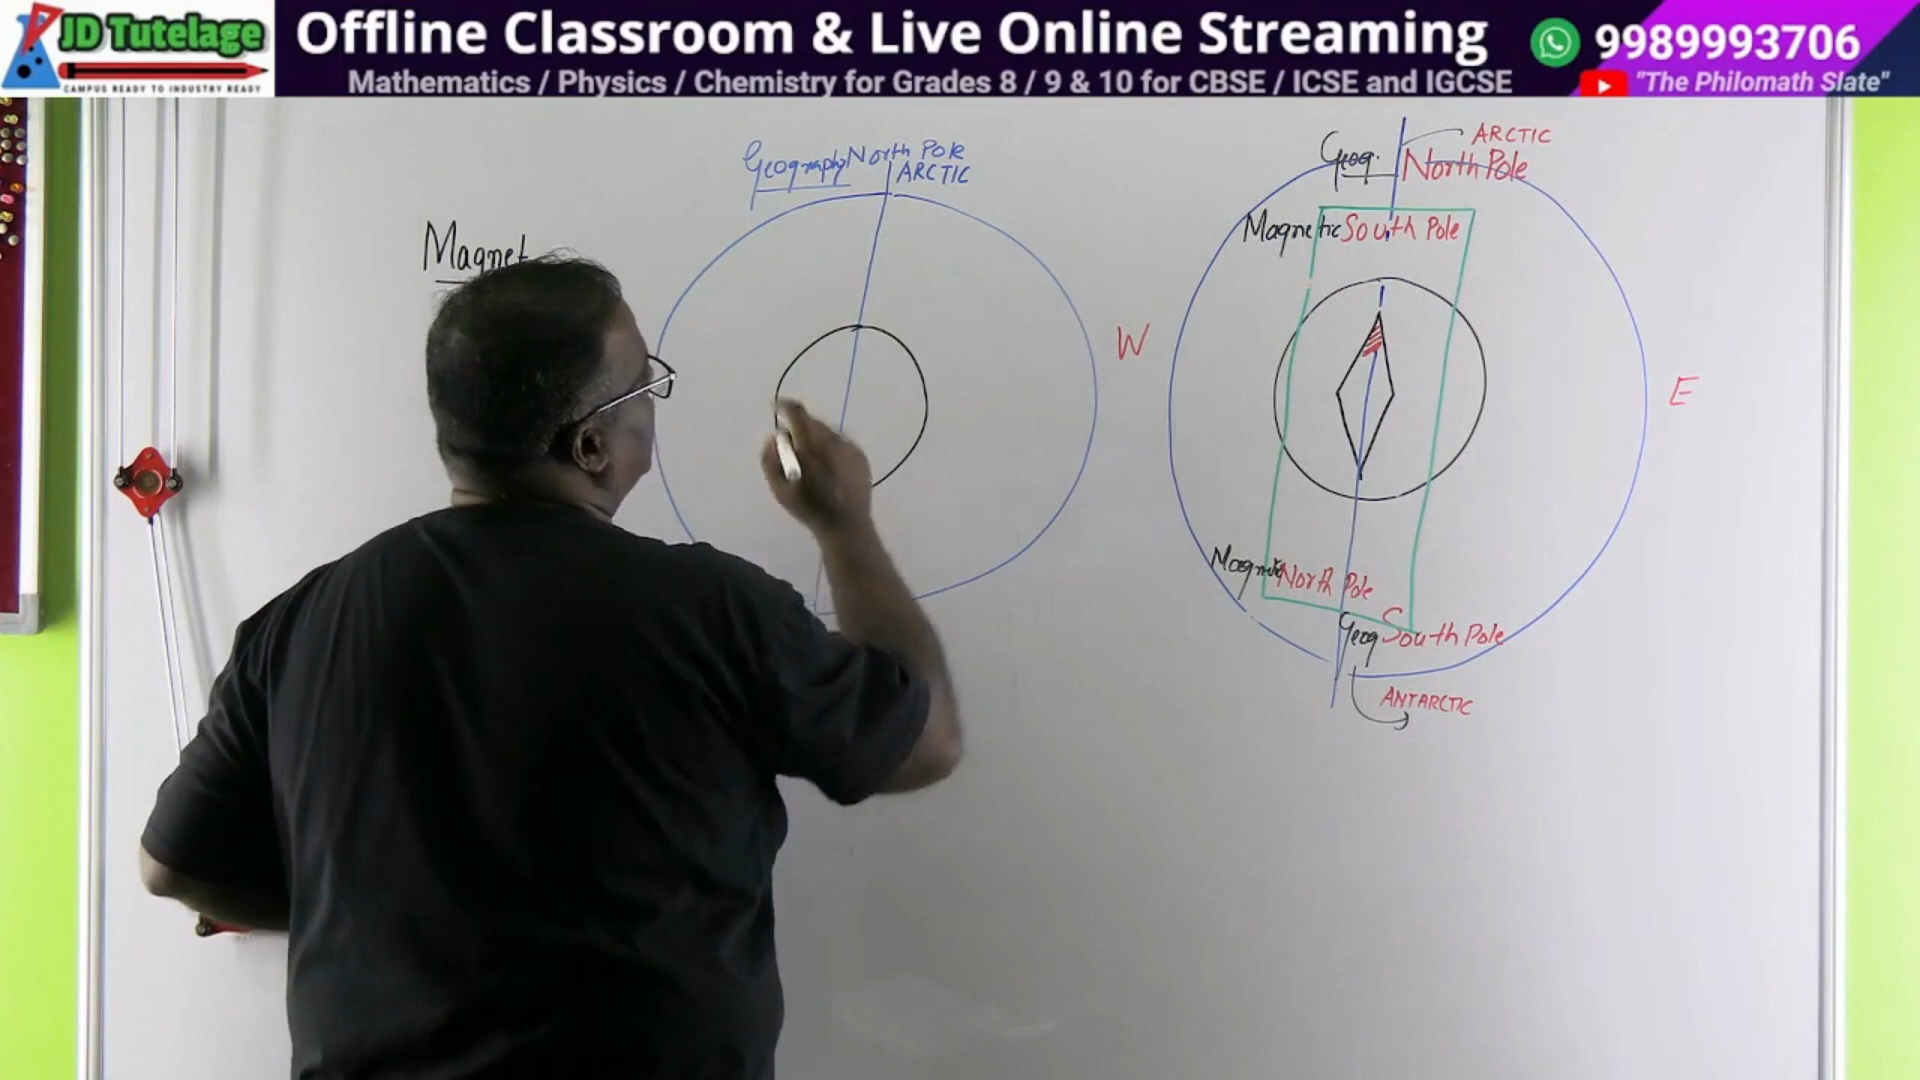 JD Tutelage
CAMPUS READY TO INDUSTRY READY
Offline Classroom & Live Online Streaming
Mathematics / Physics / Chemistry for Grades 8 / 9 & 10 for CBSE / ICSE and IGCSE
9989993706
"The Philomath Slate"
Magnet
Geography North Pole
ARCTIC
W
Geog.
ARCTIC
North Pole
Magnetic South Pole
E
Magnetic North Pole
Geog South Pole
ANTARCTIC